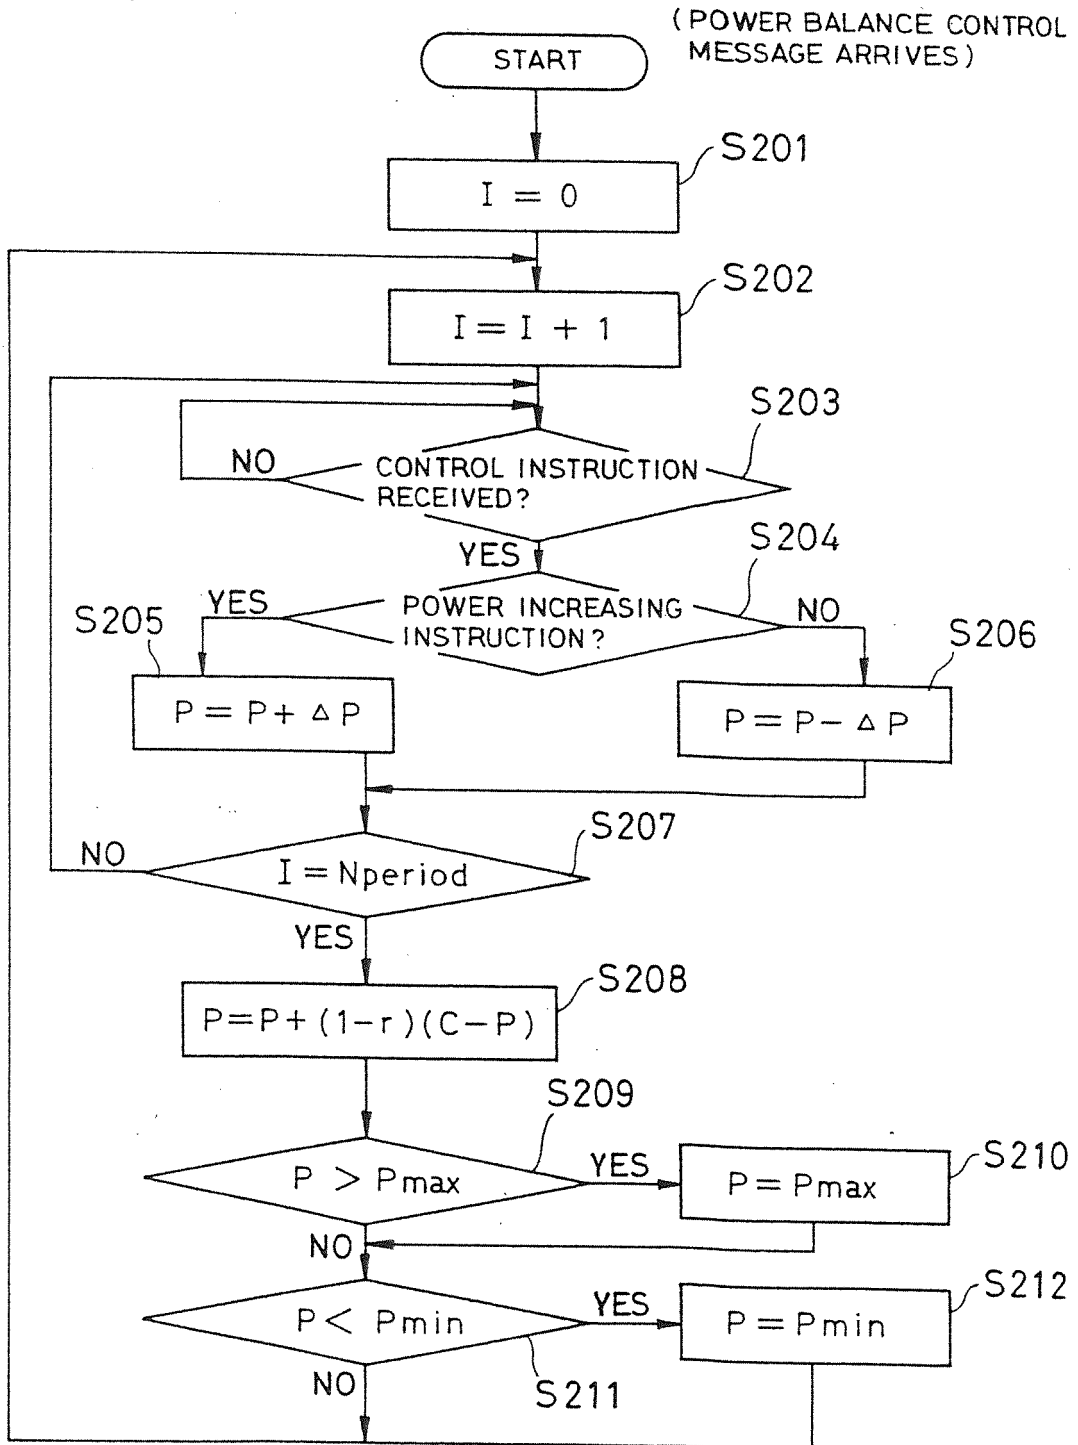 (POWER BALANCE CONTROL
MESSAGE ARRIVES)
START
S201
I = 0
S202
I = I + 1
S203
NO
CONTROL INSTRUCTION
RECEIVED?
YES
S204
YES
POWER INCREASING
INSTRUCTION?
NO
S205
S206
P = P + △P
P = P - △P
S207
NO
I = Nperiod
YES
S208
P=P+(1-r)(C-P)
S209
P > Pmax
YES
S210
P = Pmax
NO
P < Pmin
YES
S212
P = Pmin
NO
S211